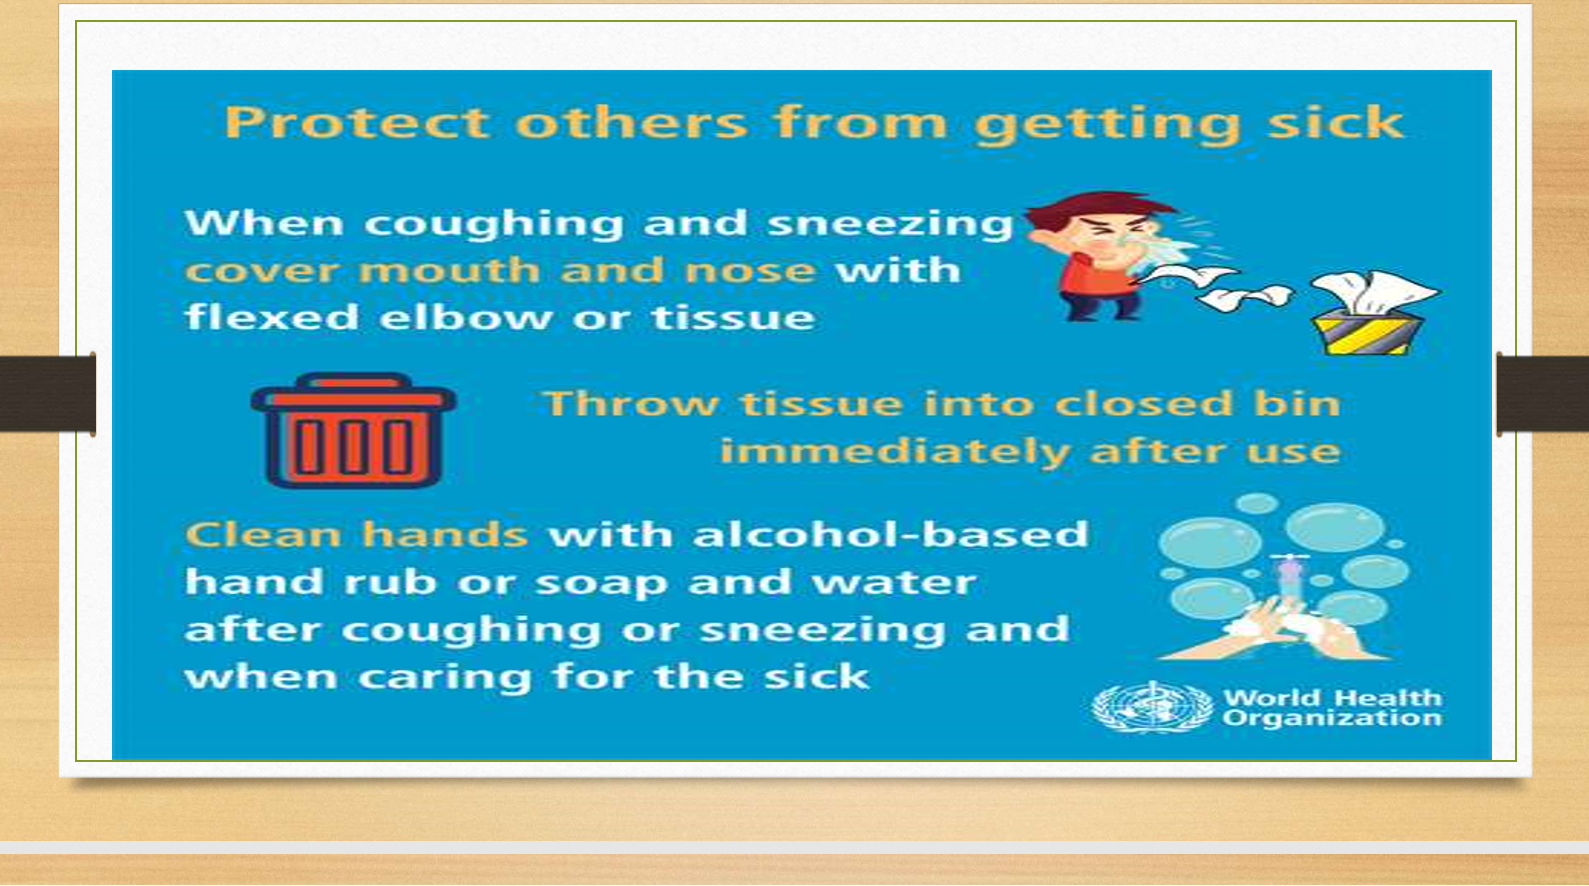 Protect others from getting sick
When coughing and sneezing
cover mouth and nose with
flexed elbow or tissue
Throw tissue into closed bin
immediately after use
Clean hands with alcohol-based
hand rub or soap and water
after coughing or sneezing and
when caring for the sick
World Health
Organization